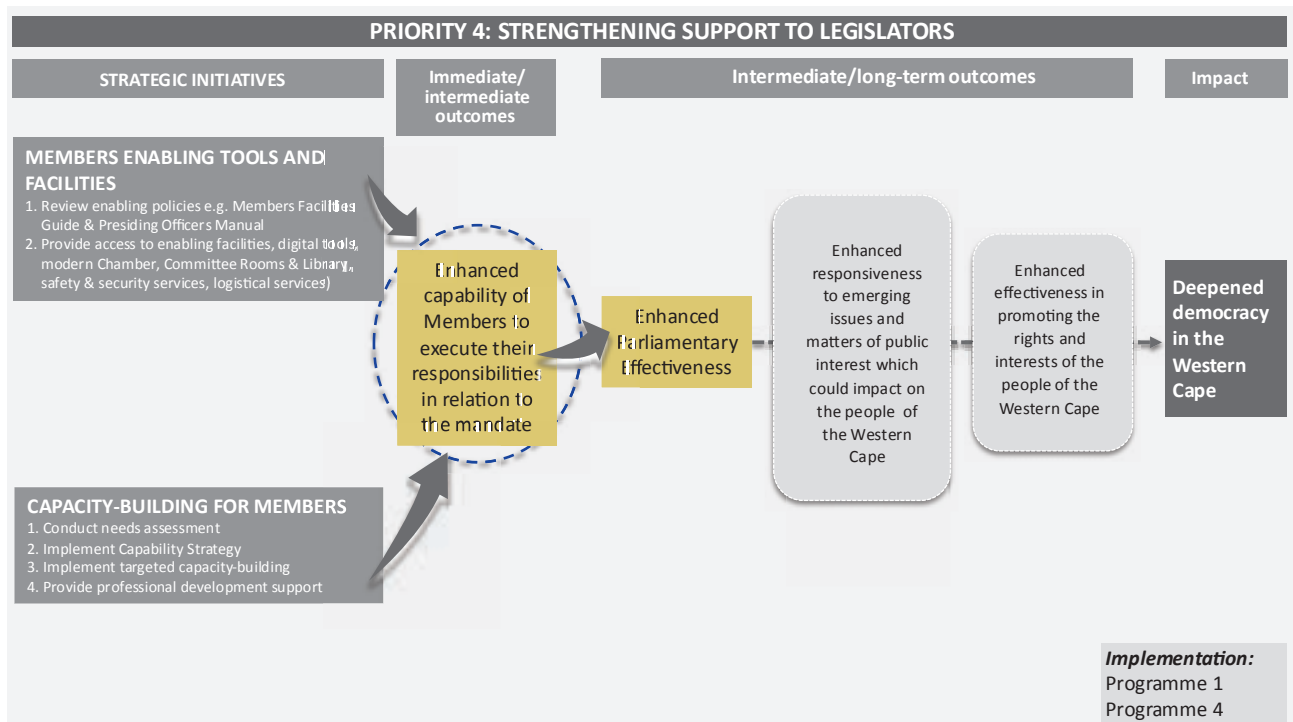 PRIORITY 4: STRENGTHENING SUPPORT TO LEGISLATORS
STRATEGIC INITIATIVES
Immediate/
intermediate
outcomes
Intermediate/long-term outcomes
Impact
MEMBERS ENABLING TOOLS AND
FACILITIES
1. Review enabling policies e.g. Members Facilities
Guide & Presiding Officers Manual
2. Provide access to enabling facilities, digital tools,
modern Chamber, Committee Rooms & Library,
safety & security services, logistical services)
Enhanced
capability of
Members to
execute their
responsibilities
in relation to
the mandate
Enhanced
Parliamentary
Effectiveness
Enhanced
responsiveness
to emerging
issues and
matters of public
interest which
could impact on
the people of
the Western
Cape
Enhanced
effectiveness in
promoting the
rights and
interests of the
people of the
Western Cape
Deepened
democracy
in the
Western
Cape
CAPACITY-BUILDING FOR MEMBERS
1. Conduct needs assessment
2. Implement Capability Strategy
3. Implement targeted capacity-building
4. Provide professional development support
Implementation:
Programme 1
Programme 4